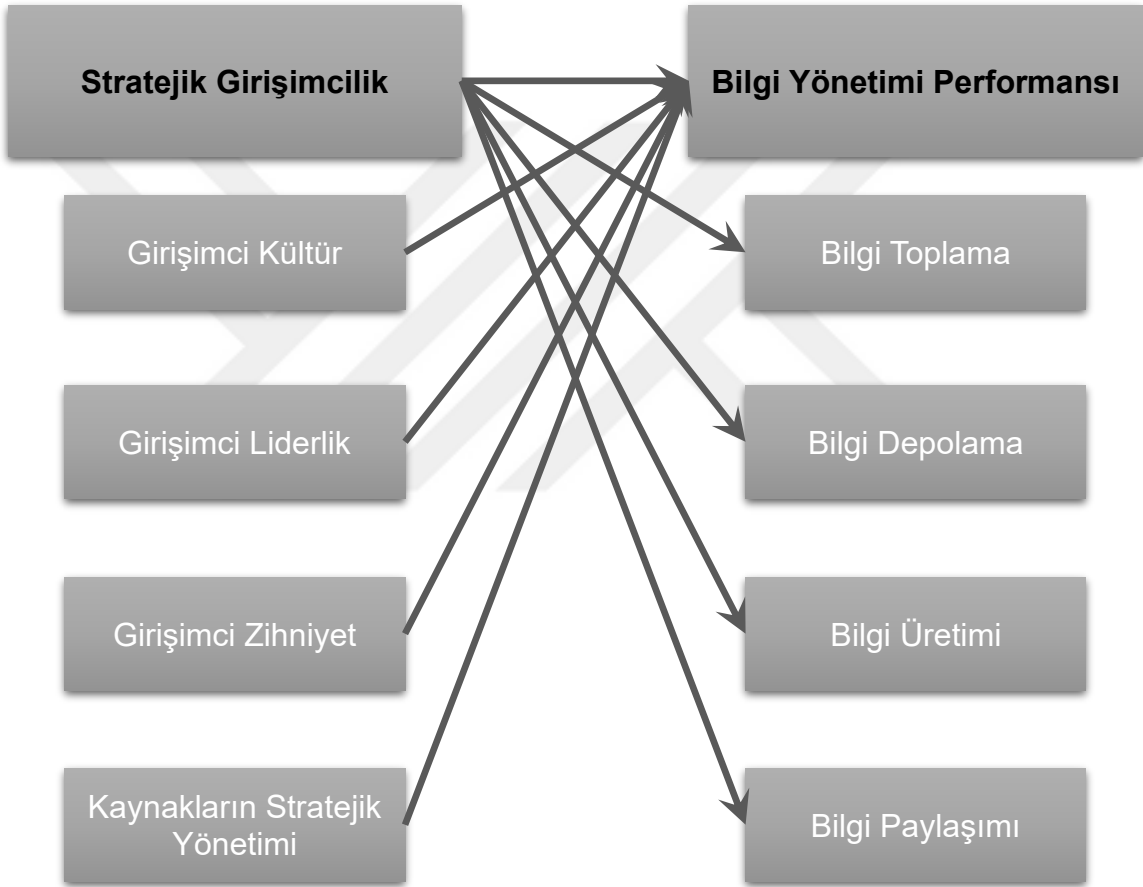 Stratejik Girişimcilik
Bilgi Yönetimi Performansı
Girişimci Kültür
Bilgi Toplama
Girişimci Liderlik
Bilgi Depolama
Girişimci Zihniyet
Bilgi Üretimi
Kaynakların Stratejik
Yönetimi
Bilgi Paylaşımı